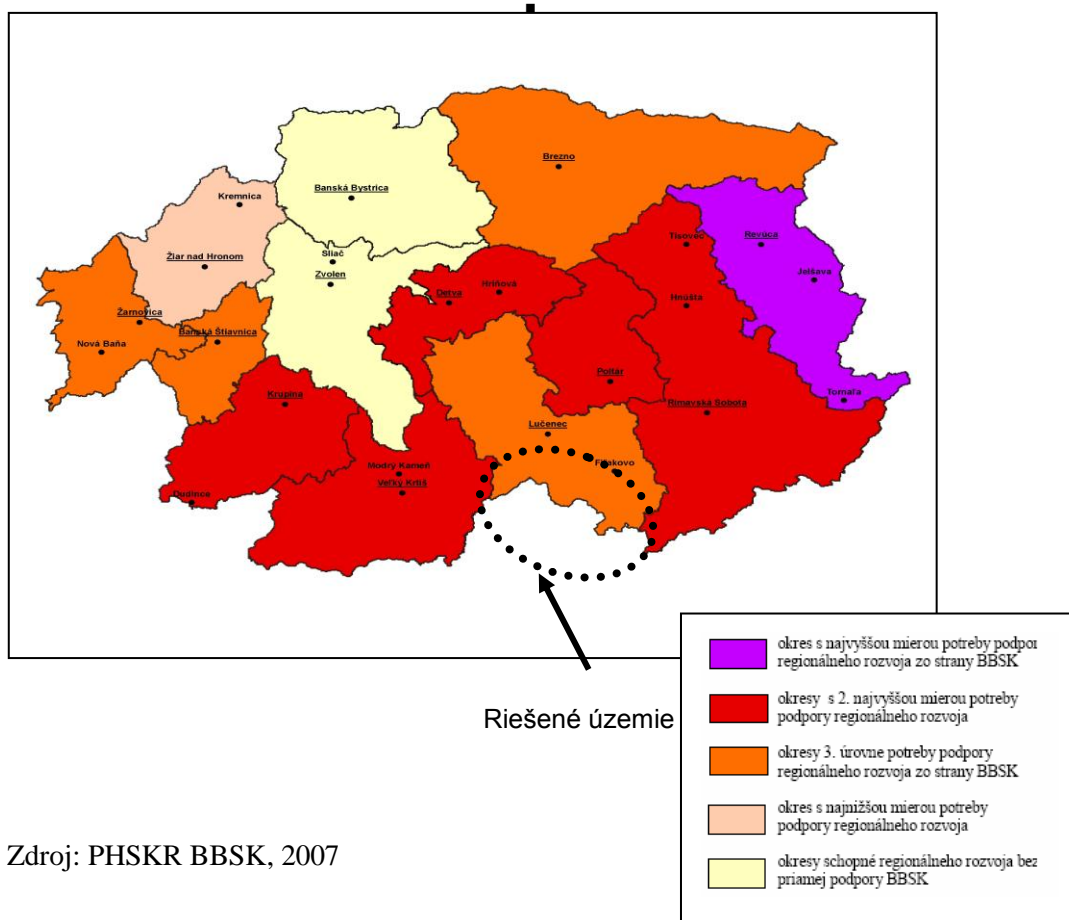 Brezno
Banská Bystrica
Kremnica
Tisovec
Revúca
Sliač
Žiar nad Hronom
Zvolen
Jelšava
Hriňová
Detva
Hnúšťa
Žarnovica
Banská Štiavnica
Nová Baňa
Poltár
Tornaľa
Krupina
Rimavská Sobota
Lučenec
Modrý Kameň
Fiľakovo
Veľký Krtíš
Dudince
Riešené územie
okres s najvyššou mierou potreby podpor
regionálneho rozvoja zo strany BBSK
okresy s 2. najvyššou mierou potreby
podpory regionálneho rozvoja
okresy 3. úrovne potreby podpory
regionálneho rozvoja zo strany BBSK
okres s najnižšou mierou potreby
podpory regionálneho rozvoja
okresy schopné regionálneho rozvoja bez
priamej podpory BBSK
Zdroj: PHSKR BBSK, 2007